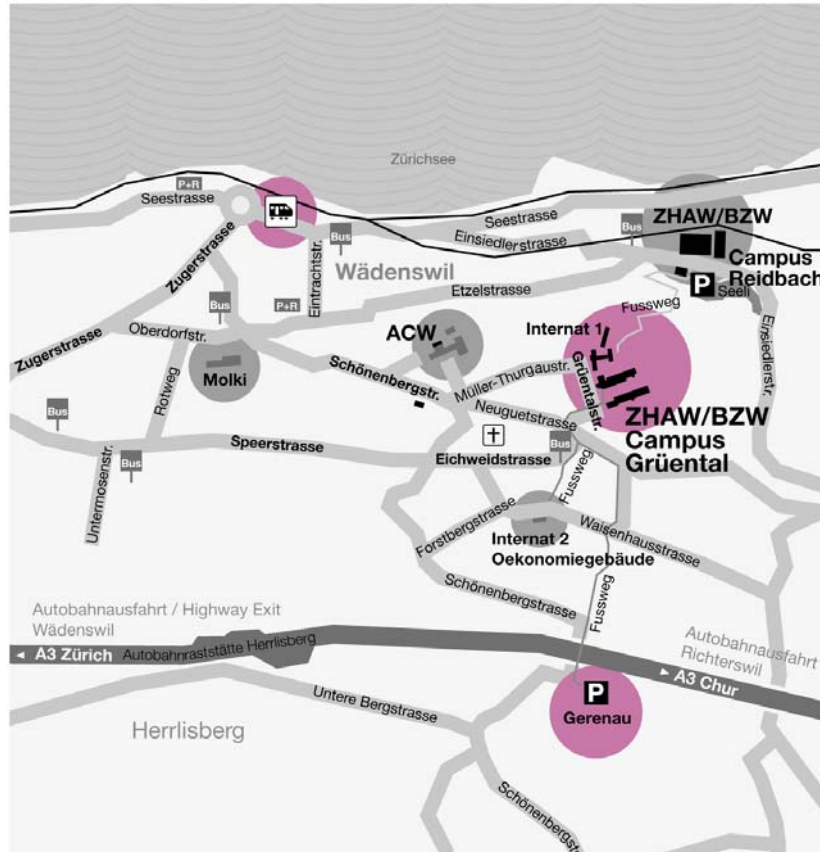 Zürichsee
P+R
Seestrasse
Seestrasse
Bus
Bus
ZHAW/BZW
Campus
Reidbach
Einsiedlerstrasse
Zugerstrasse
Eintrachtstr.
Wädenswil
P
Seeli
Etzelstrasse
Bus
P+R
Fussweg
Einsiedlerstr.
Zugerstrasse
Oberdorfstr.
ACW
Internat 1
Molki
Rotweg
Schönenbergstr.
Müller-Thurgaustr.
Grüentalstr.
Neuguetstrasse
ZHAW/BZW
Campus
Grüental
Bus
Speerstrasse
Bus
Untermosenstr.
Eichweidstrasse
Bus
Fussweg
Forstbergstrasse
Internat 2
Oekonomiegebäude
Waisenhausstrasse
Schönenbergstrasse
Fussweg
Autobahnausfahrt / Highway Exit
Wädenswil
A3 Zürich
Autobahnraststätte Herrlisberg
Autobahnausfahrt
Richterswil
A3 Chur
P
Gerenau
Untere Bergstrasse
Herrlisberg
Schönenbergstr